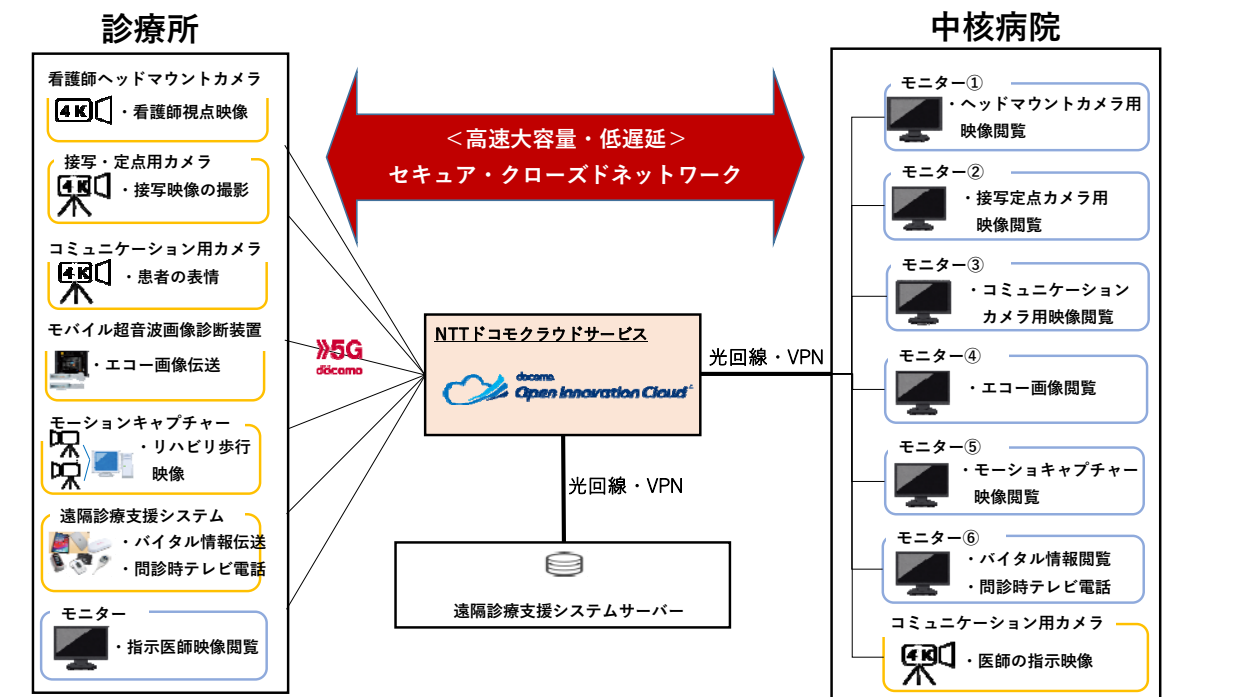 診療所
看護師ヘッドマウントカメラ
4K
・看護師視点映像
接写・定点用カメラ
4K
・接写映像の撮影
コミュニケーション用カメラ
4K
・患者の表情
モバイル超音波画像診断装置
・エコー画像伝送
モーションキャプチャー
・リハビリ歩行
映像
遠隔診療支援システム
・バイタル情報伝送
・問診時テレビ電話
モニター
・指示医師映像閲覧
＜高速大容量・低遅延＞
セキュア・クローズドネットワーク
5G
döcomo
NTTドコモクラウドサービス
döcomo
Open Innovation Cloud
光回線・VPN
光回線・VPN
遠隔診療支援システムサーバー
中核病院
モニター①
・ヘッドマウントカメラ用
映像閲覧
モニター②
・接写定点カメラ用
映像閲覧
モニター③
・コミュニケーション
カメラ用映像閲覧
モニター④
・エコー画像閲覧
モニター⑤
・モーショキャプチャー
映像閲覧
モニター⑥
・バイタル情報閲覧
・問診時テレビ電話
コミュニケーション用カメラ
4K
・医師の指示映像